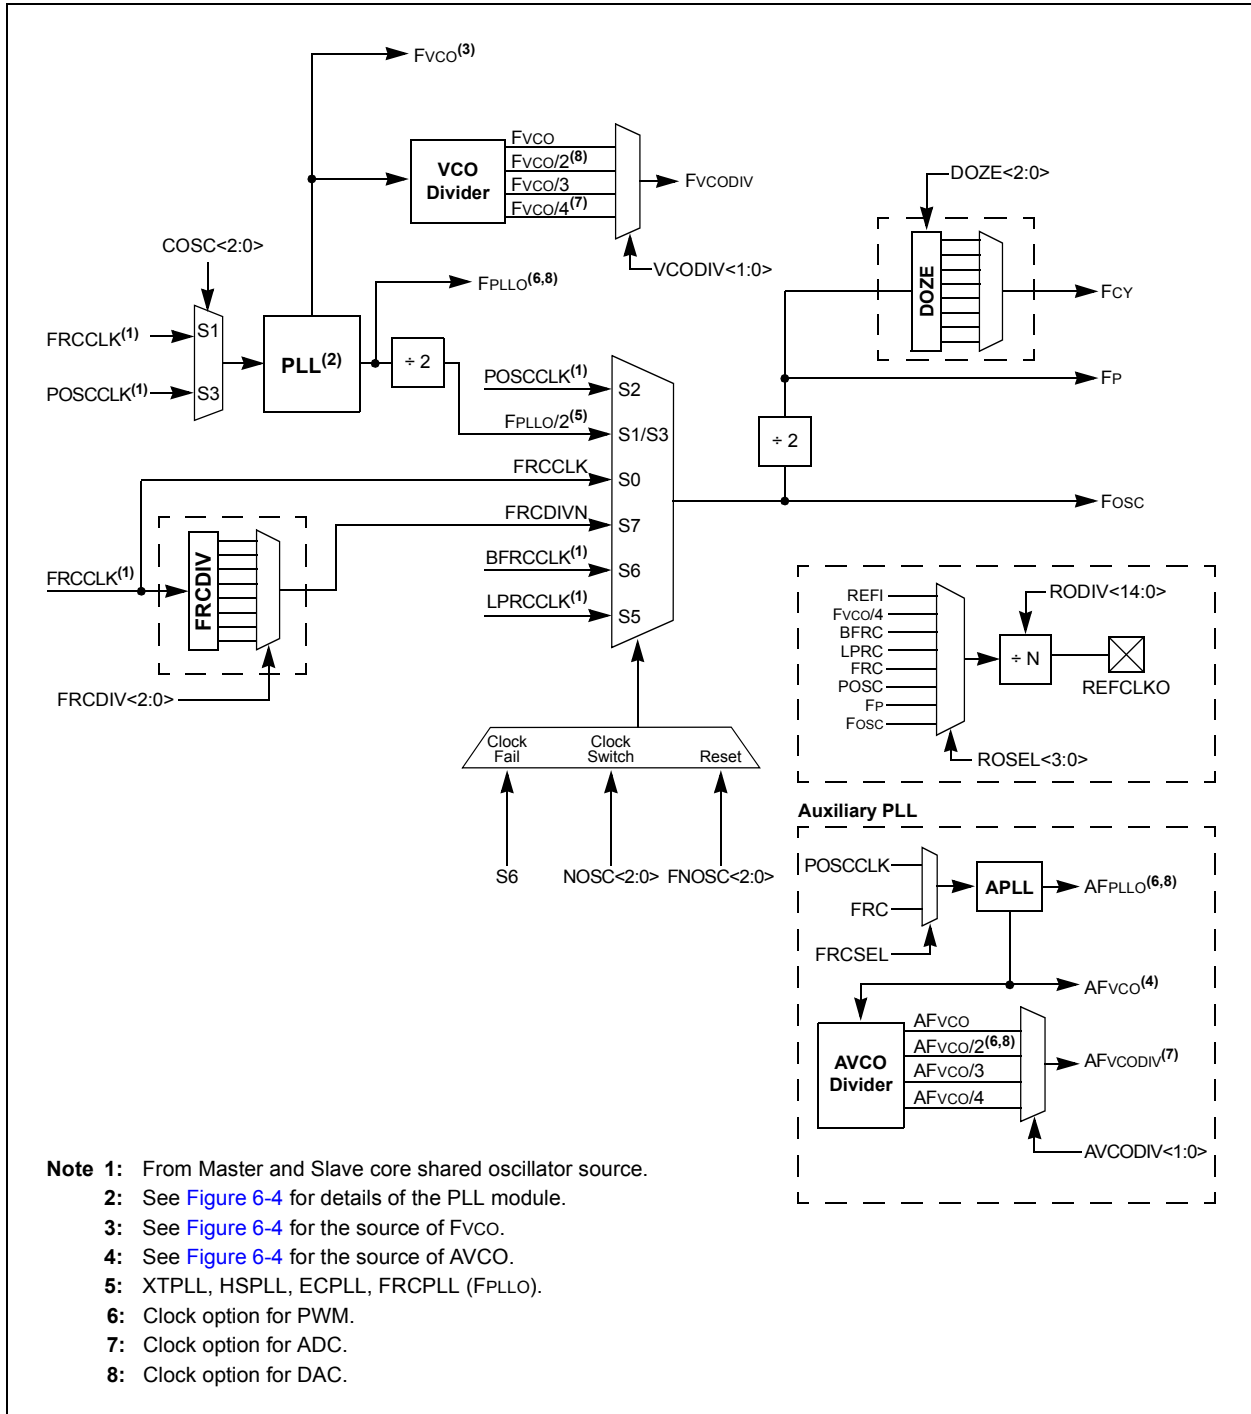 FVCO(3)
VCO
Divider
FVCO
FVCO/2(8)
FVCO/3
FVCO/4(7)
FVCODIV
VCODIV<1:0>
DOZE<2:0>
DOZE
FCY
COSC<2:0>
FPLLO(6,8)
FRCCLK(1)
S1
POSCCLK(1)
S3
PLL(2)
÷ 2
POSCCLK(1)
S2
FPLLO/2(5)
S1/S3
FRCCLK
S0
FRCDIVN
S7
BFRCCLK(1)
S6
LPRCCLK(1)
S5
FP
÷ 2
FOSC
FRCCLK(1)
FRCDIV
FRCDIV<2:0>
Clock
Fail
Clock
Switch
Reset
S6
NOSC<2:0>
FNOSC<2:0>
REFI
FVCO/4
BFRC
LPRC
FRC
POSC
FP
FOSC
RODIV<14:0>
÷ N
REFCLKO
ROSEL<3:0>
Auxiliary PLL
POSCCLK
FRC
FRCSEL
APLL
AFPLLO(6,8)
AFVCO(4)
AVCO
Divider
AFVCO
AFVCO/2(6,8)
AFVCO/3
AFVCO/4
AFVCODIV(7)
AVCODIV<1:0>
Note 1: From Master and Slave core shared oscillator source.
2: See Figure 6-4 for details of the PLL module.
3: See Figure 6-4 for the source of FVCO.
4: See Figure 6-4 for the source of AVCO.
5: XTPLL, HSPLL, ECPLL, FRCPLL (FPLLO).
6: Clock option for PWM.
7: Clock option for ADC.
8: Clock option for DAC.